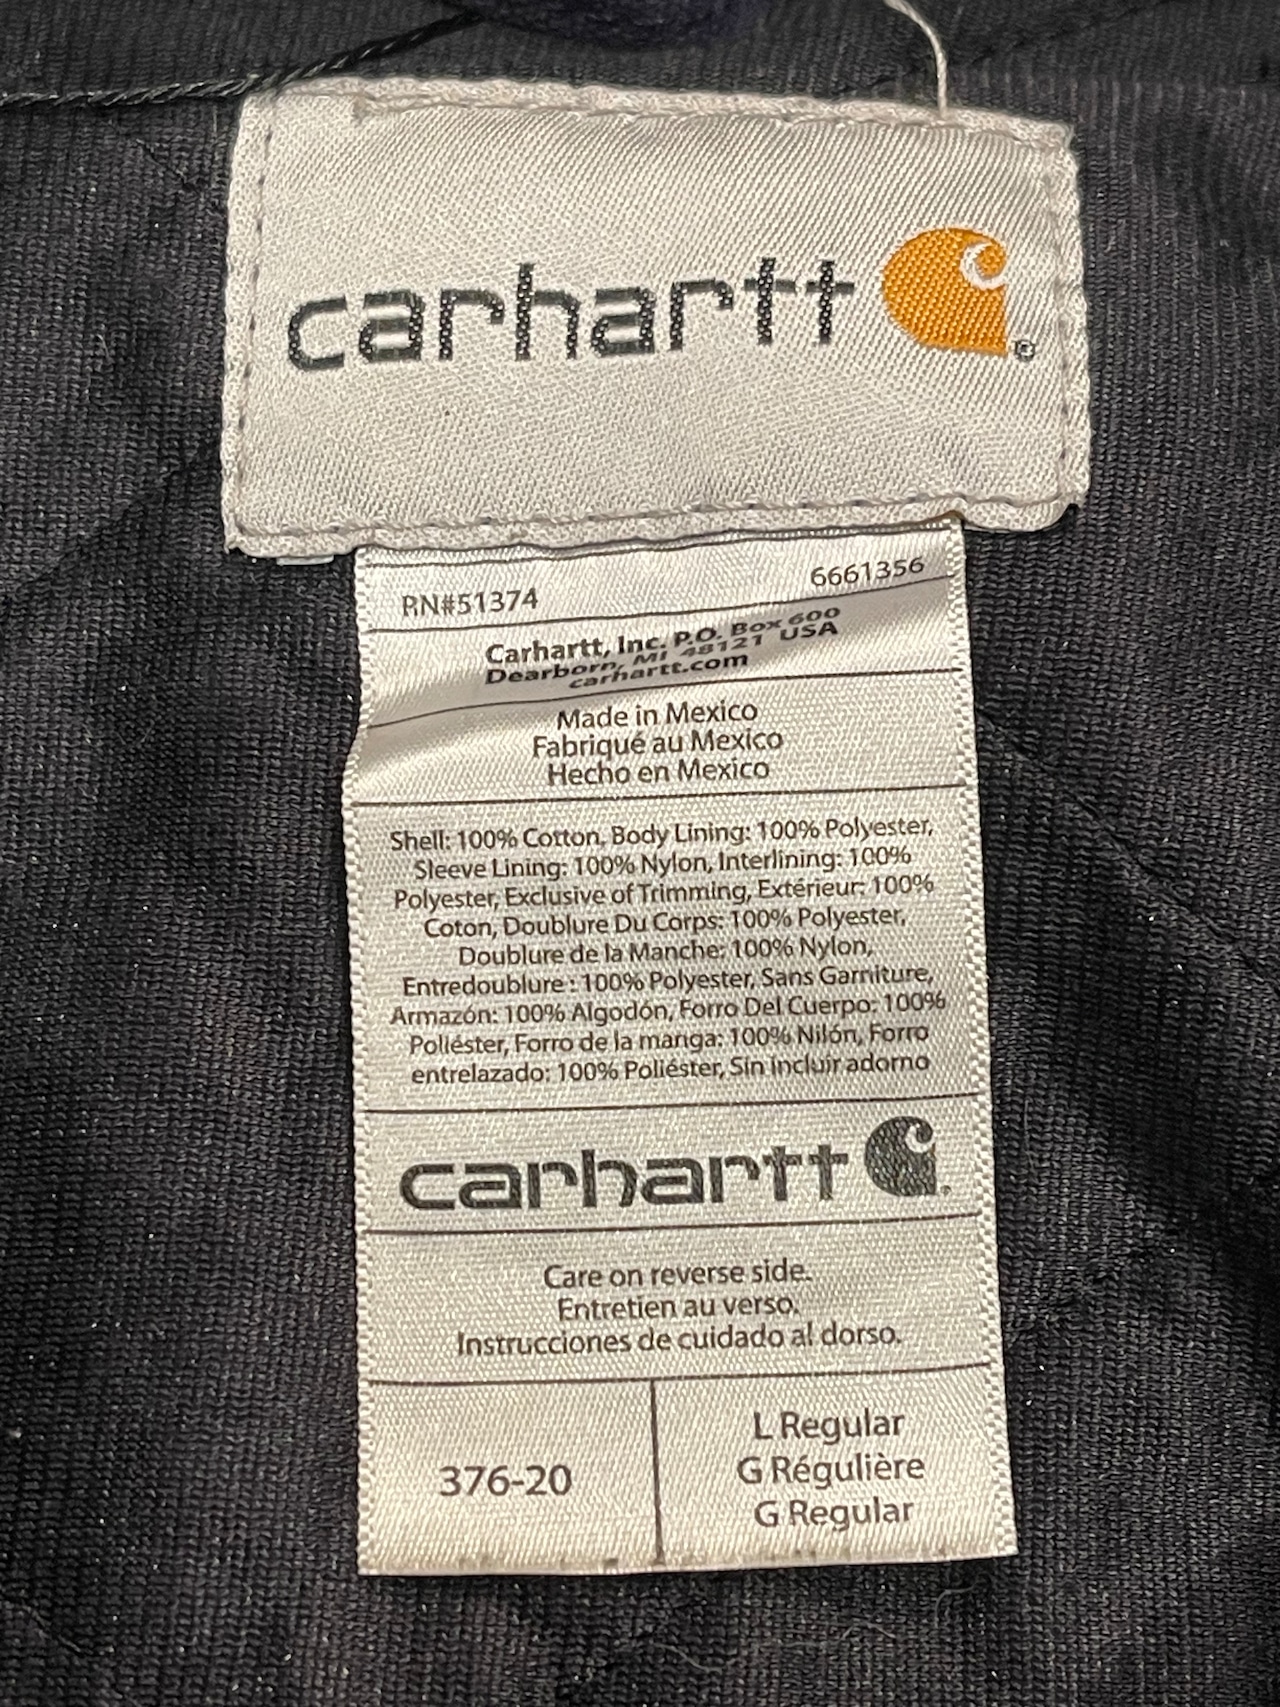 carhartt
RN#51374 6661356
Carhartt, Inc. P.O. Box 600
Dearborn, MI 48121 USA
carhartt.com
Made in Mexico
Fabriqué au Mexico
Hecho en Mexico
Shell: 100% Cotton, Body Lining: 100% Polyester,
Sleeve Lining: 100% Nylon, Interlining: 100%
Polyester, Exclusive of Trimming, Extérieur: 100%
Coton, Doublure Du Corps: 100% Polyester,
Doublure de la Manche: 100% Nylon,
Entredoublure : 100% Polyester, Sans Garniture,
Armazón: 100% Algodón, Forro Del Cuerpo: 100%
Poliéster, Forro de la manga: 100% Nilón, Forro
entrelazado: 100% Poliéster, Sin incluir adorno
carhartt
Care on reverse side.
Entretien au verso.
Instrucciones de cuidado al dorso.
376-20
L Regular
G Régulière
G Regular